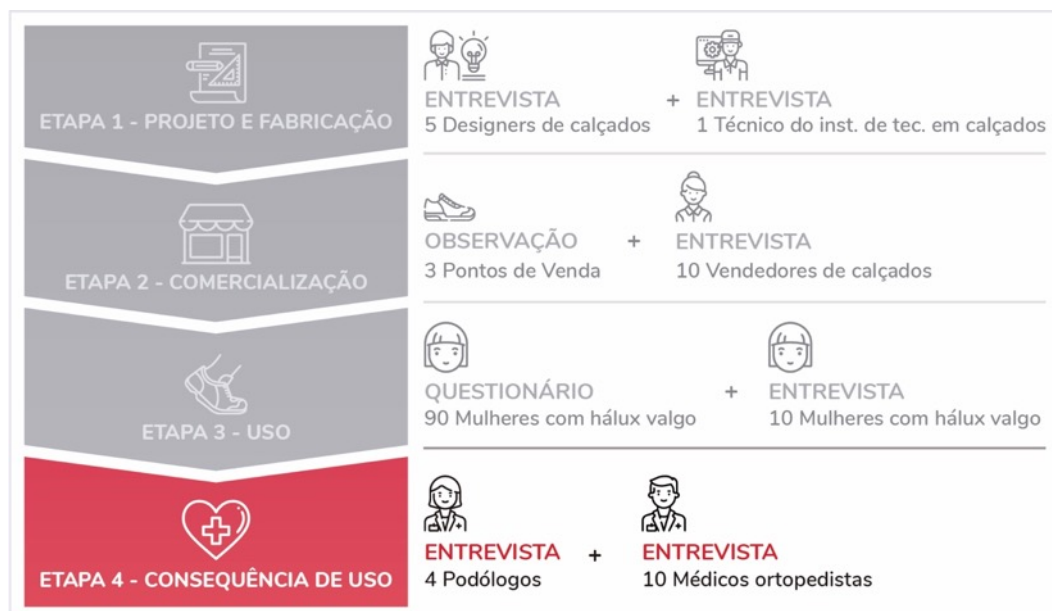 ETAPA 1 - PROJETO E FABRICAÇÃO
ENTREVISTA + ENTREVISTA
5 Designers de calçados 1 Técnico do inst. de tec. em calçados
ETAPA 2 - COMERCIALIZAÇÃO
OBSERVAÇÃO + ENTREVISTA
3 Pontos de Venda 10 Vendedores de calçados
ETAPA 3 - USO
QUESTIONÁRIO + ENTREVISTA
90 Mulheres com hálux valgo 10 Mulheres com hálux valgo
ETAPA 4 - CONSEQUÊNCIA DE USO
ENTREVISTA + ENTREVISTA
4 Podólogos 10 Médicos ortopedistas